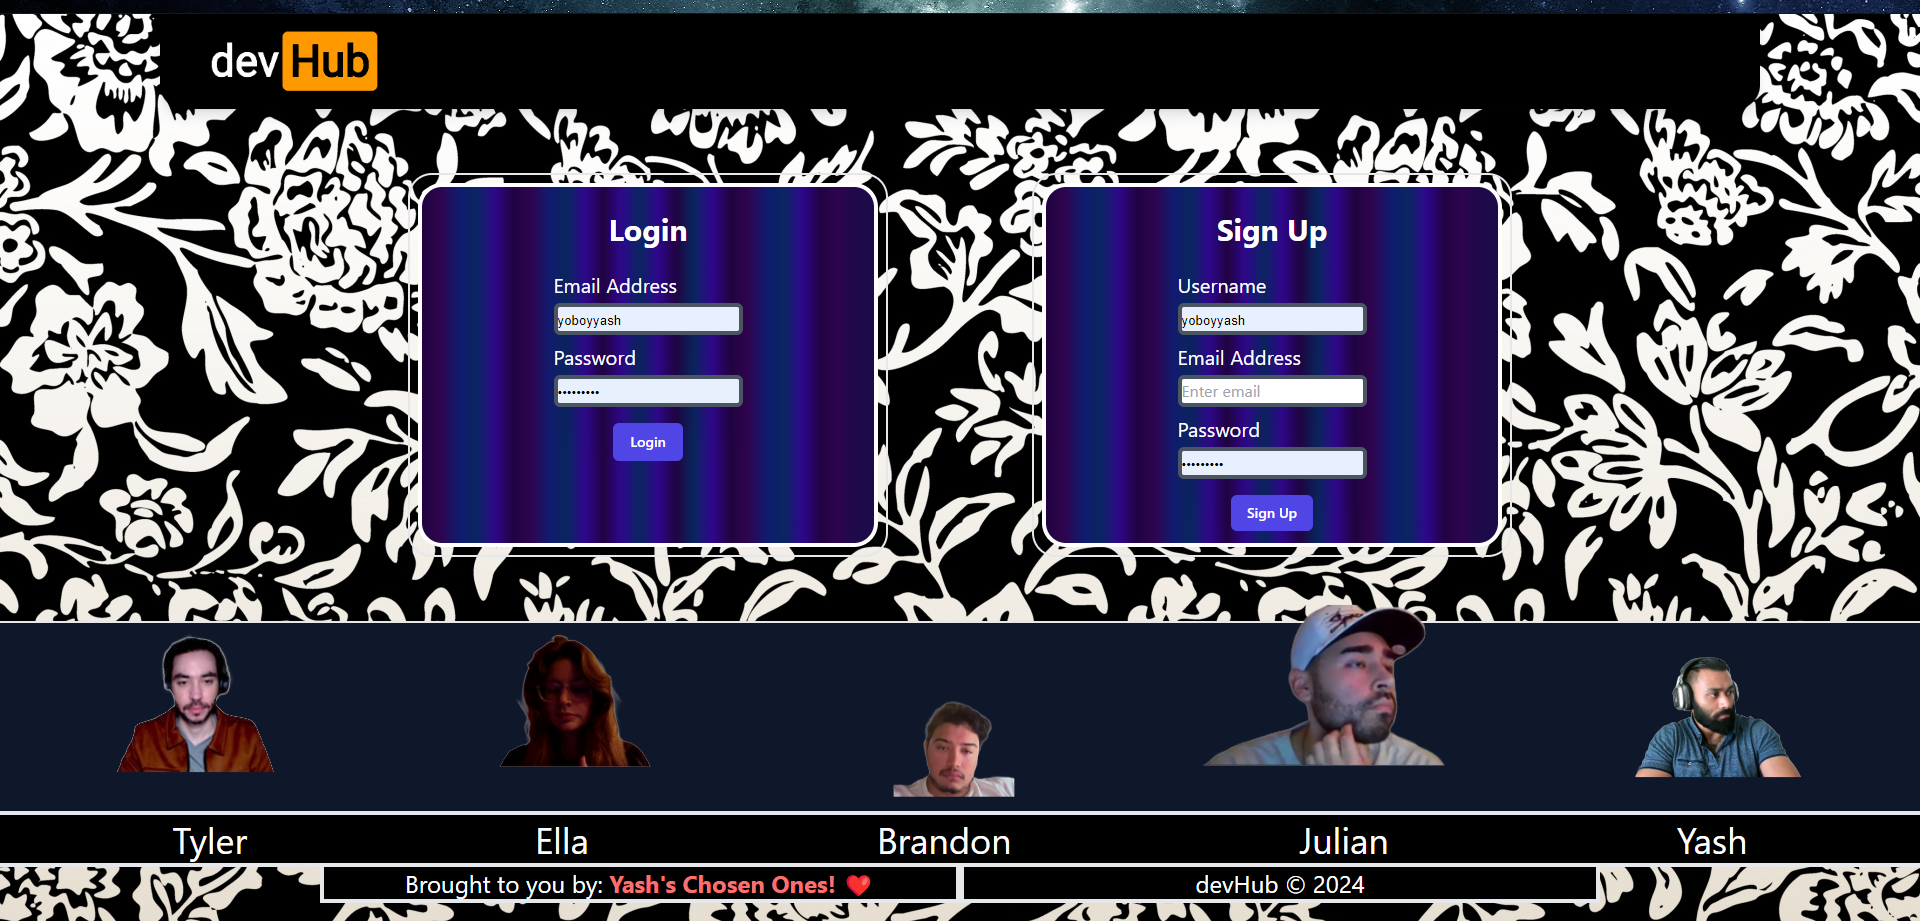 dev Hub
Login
Email Address
yoboyyash
Password
•••••••••
Login
Sign Up
Username
yoboyyash
Email Address
Enter email
Password
•••••••••
Sign Up
Tyler
Ella
Brandon
Julian
Yash
Brought to you by: Yash's Chosen Ones! ❤️
devHub © 2024